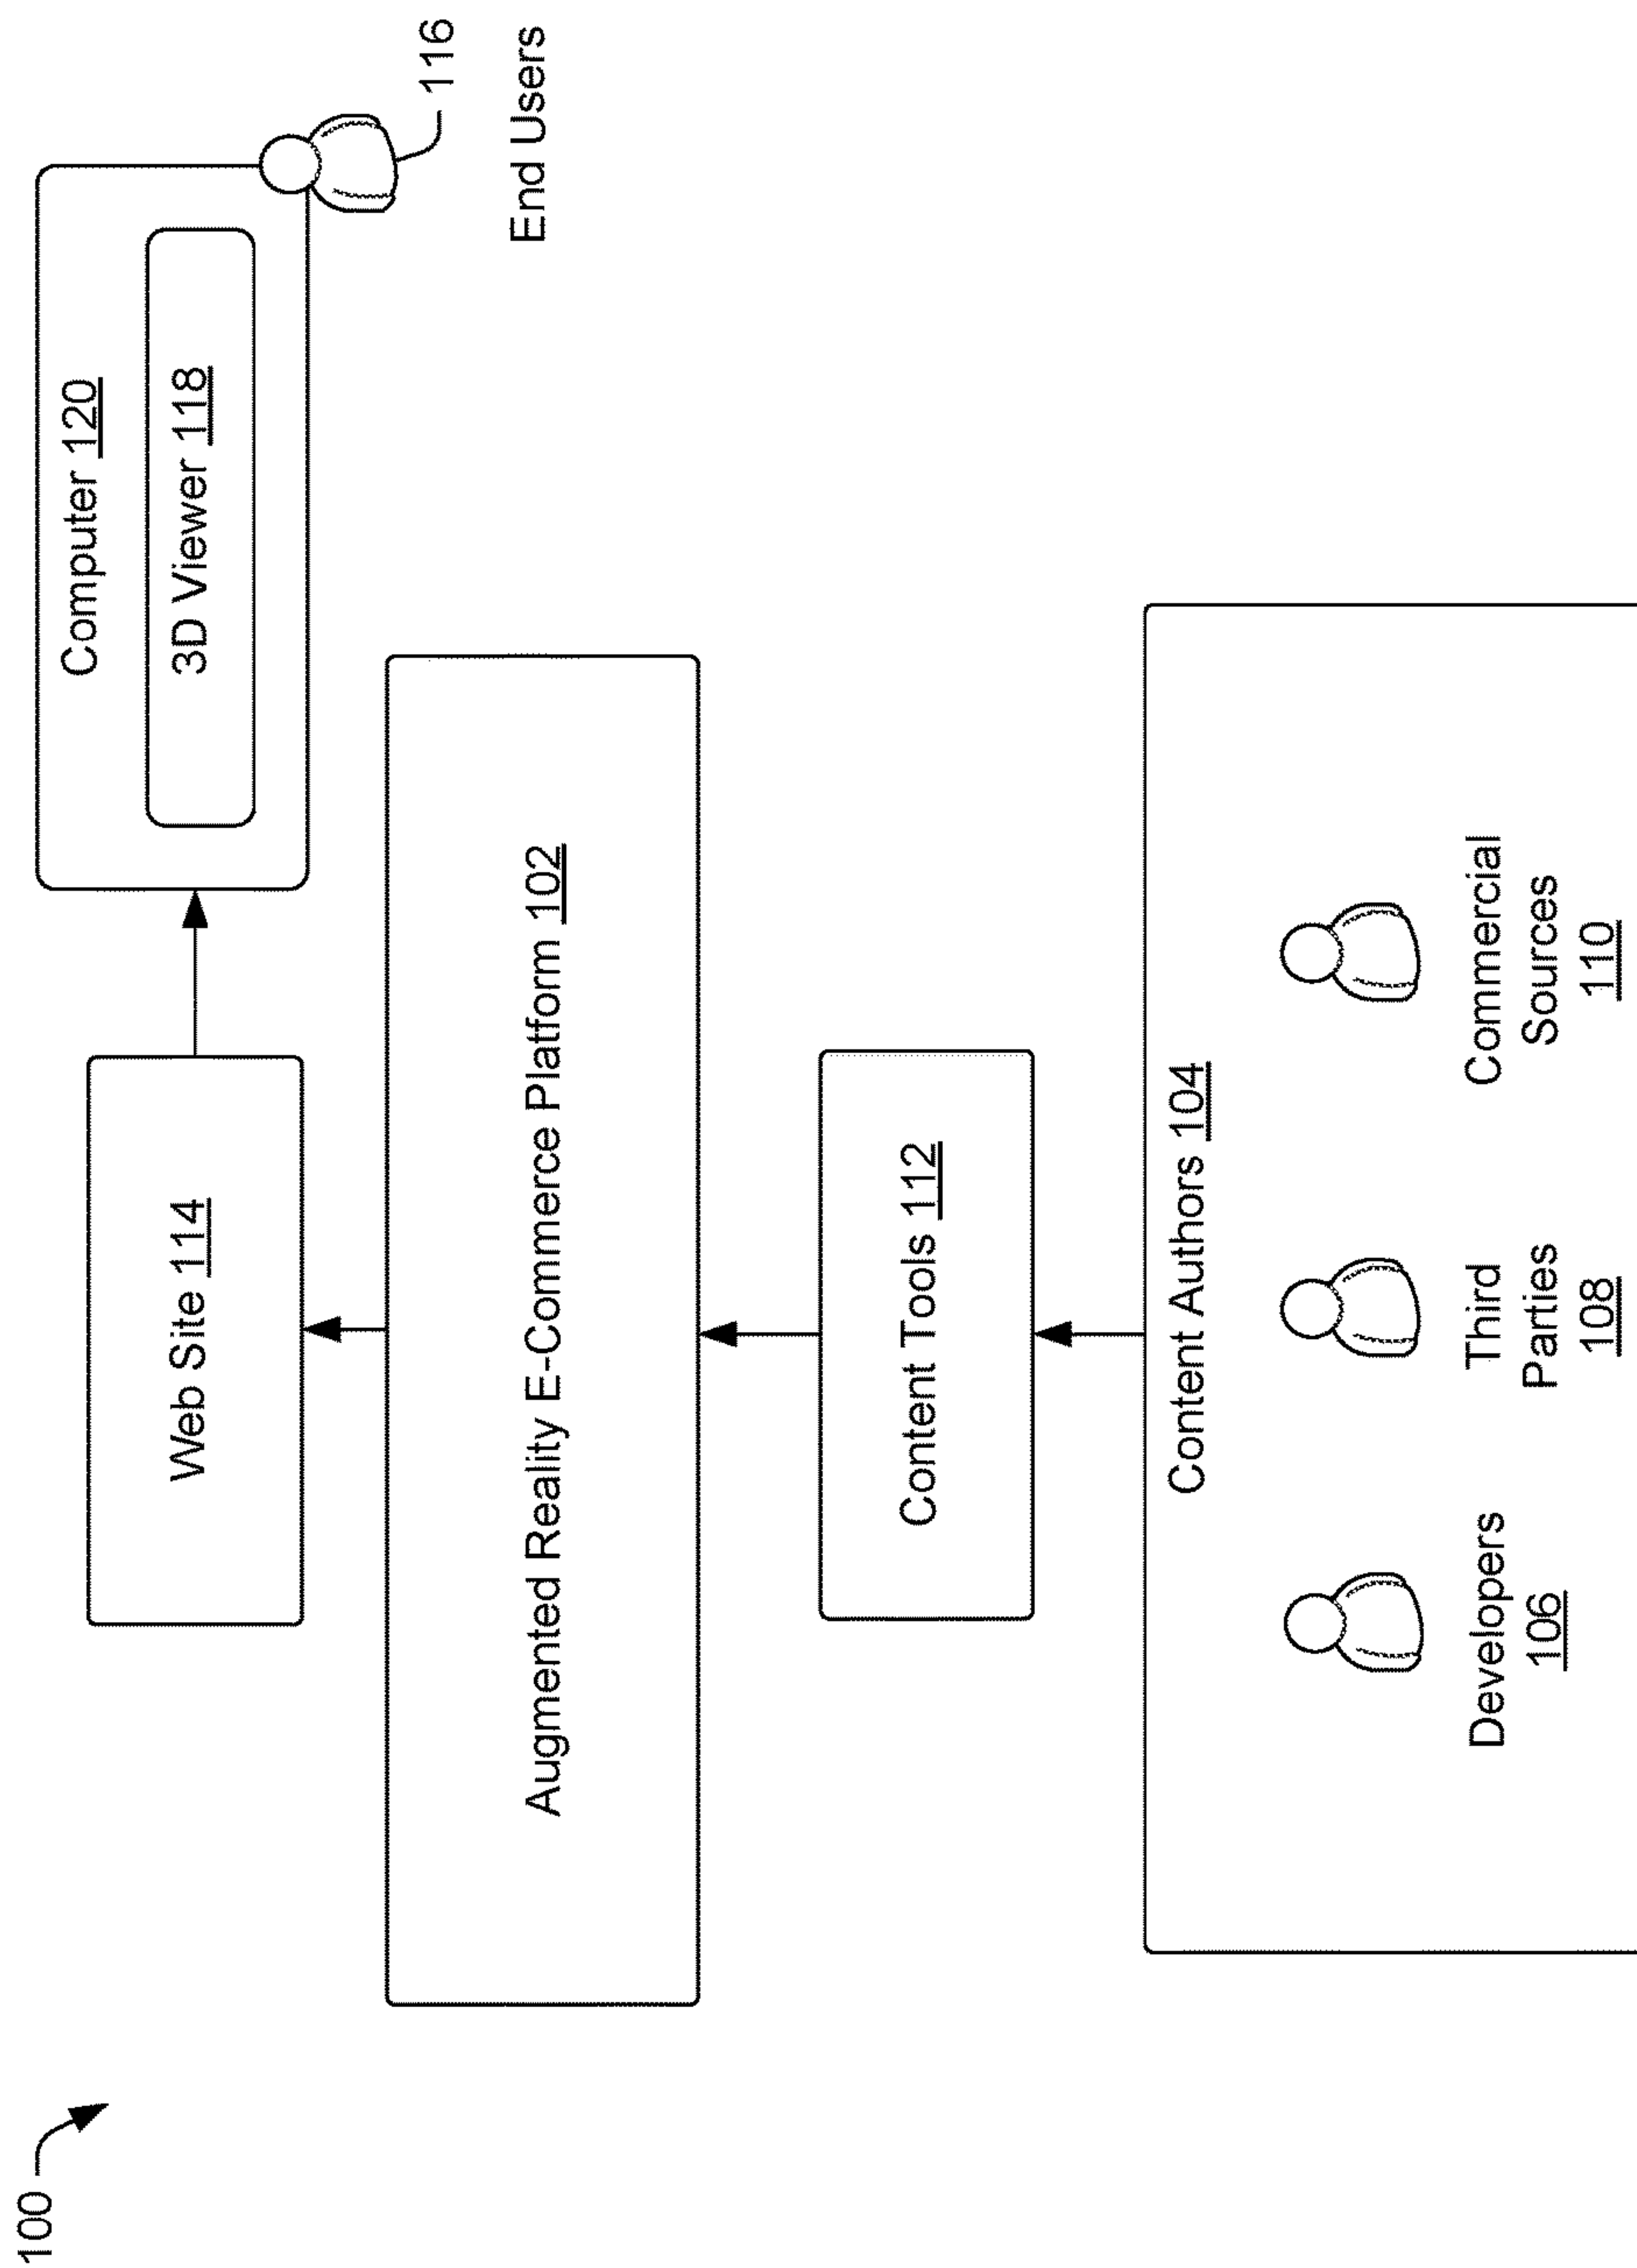 100
Computer 120
3D Viewer 118
116
End Users
Web Site 114
Augmented Reality E-Commerce Platform 102
Content Tools 112
Content Authors 104
Developers
106
Third
Parties
108
Commercial
Sources
110